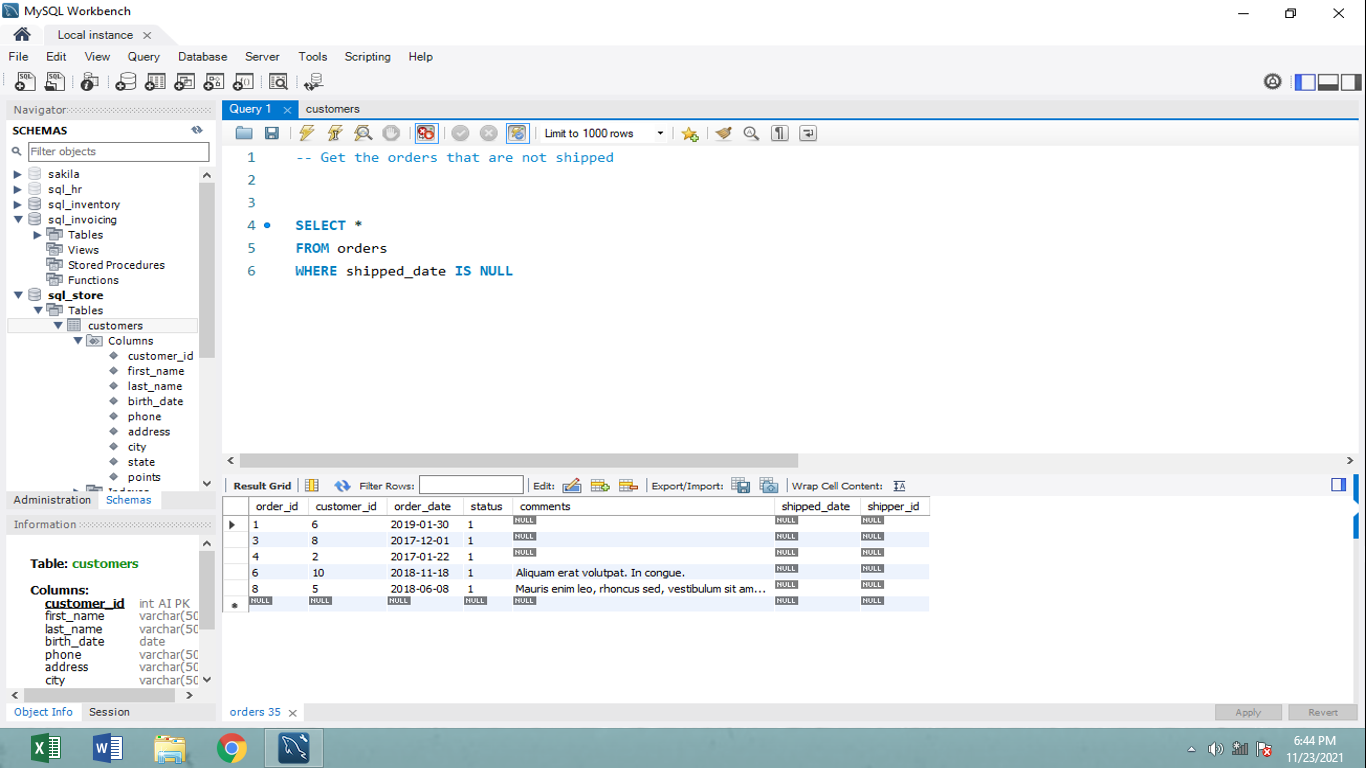 MySQL Workbench
Local instance
File Edit View Query Database Server Tools Scripting Help
Navigator
SCHEMAS
Filter objects
sakila
sql_hr
sql_inventory
sql_invoicing
Tables
Views
Stored Procedures
Functions
sql_store
Tables
customers
Columns
customer_id
first_name
last_name
birth_date
phone
address
city
state
points
Administration Schemas
Information
Table: customers
Columns:
customer_id int AI PK
first_name varchar(50
last_name varchar(50
birth_date date
phone varchar(50
address varchar(50
city varchar(50
Object Info Session
Query 1 customers
Limit to 1000 rows
1 -- Get the orders that are not shipped
2
3
4 SELECT *
5 FROM orders
6 WHERE shipped_date IS NULL
Result Grid Filter Rows: Edit: Export/Import: Wrap Cell Content: IA
order_id customer_id order_date status comments shipped_date shipper_id
1 6 2019-01-30 1 NULL NULL NULL
3 8 2017-12-01 1 NULL NULL NULL
4 2 2017-01-22 1 NULL NULL NULL
6 10 2018-11-18 1 Aliquam erat volutpat. In congue. NULL NULL
8 5 2018-06-08 1 Mauris enim leo, rhoncus sed, vestibulum sit am... NULL NULL
NULL NULL NULL NULL NULL NULL NULL
orders 35
Apply Revert
6:44 PM
11/23/2021